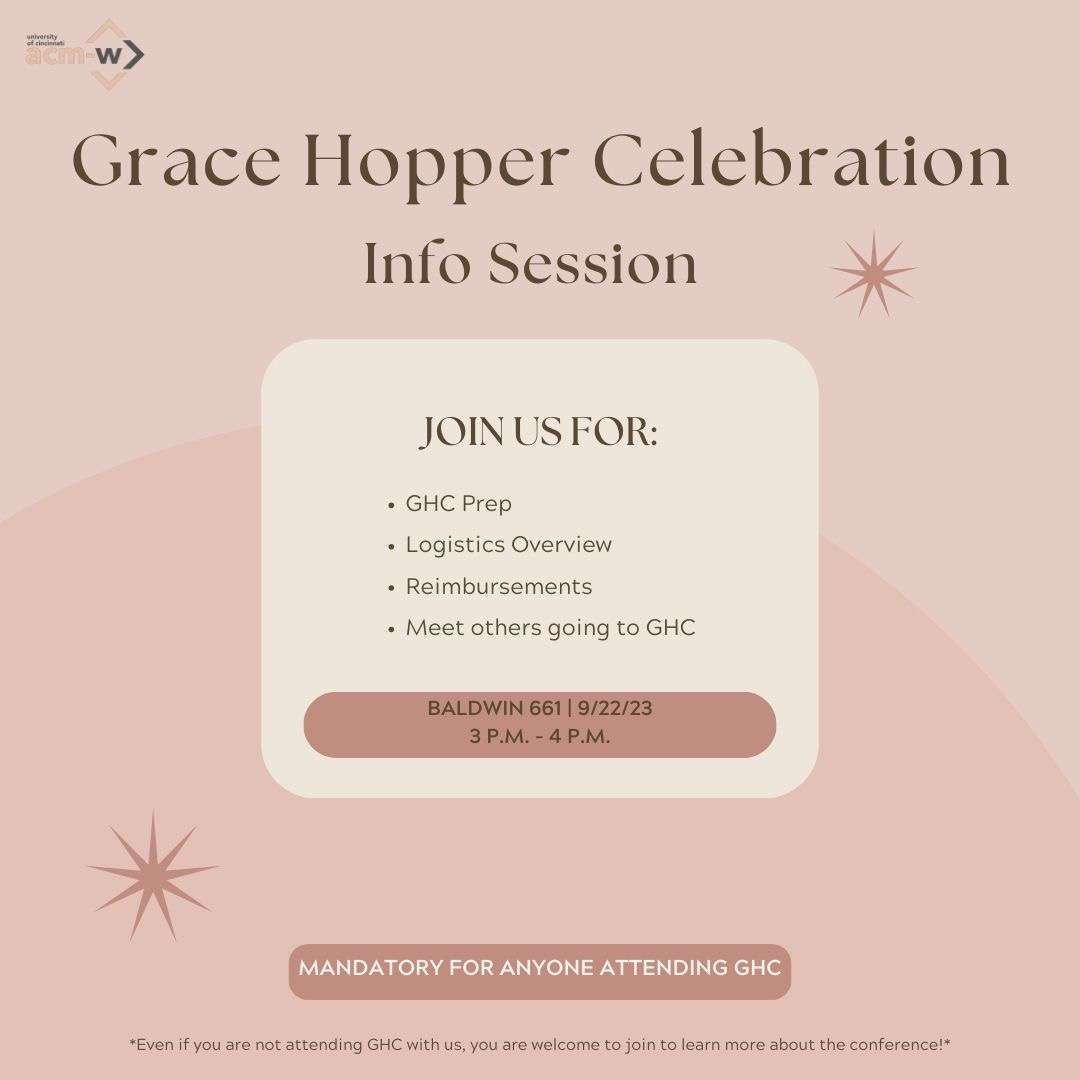 university
of cincinnati
acm-w
Grace Hopper Celebration
Info Session
JOIN US FOR:
• GHC Prep
• Logistics Overview
• Reimbursements
• Meet others going to GHC
BALDWIN 661 | 9/22/23
3 P.M. - 4 P.M.
MANDATORY FOR ANYONE ATTENDING GHC
*Even if you are not attending GHC with us, you are welcome to join to learn more about the conference!*